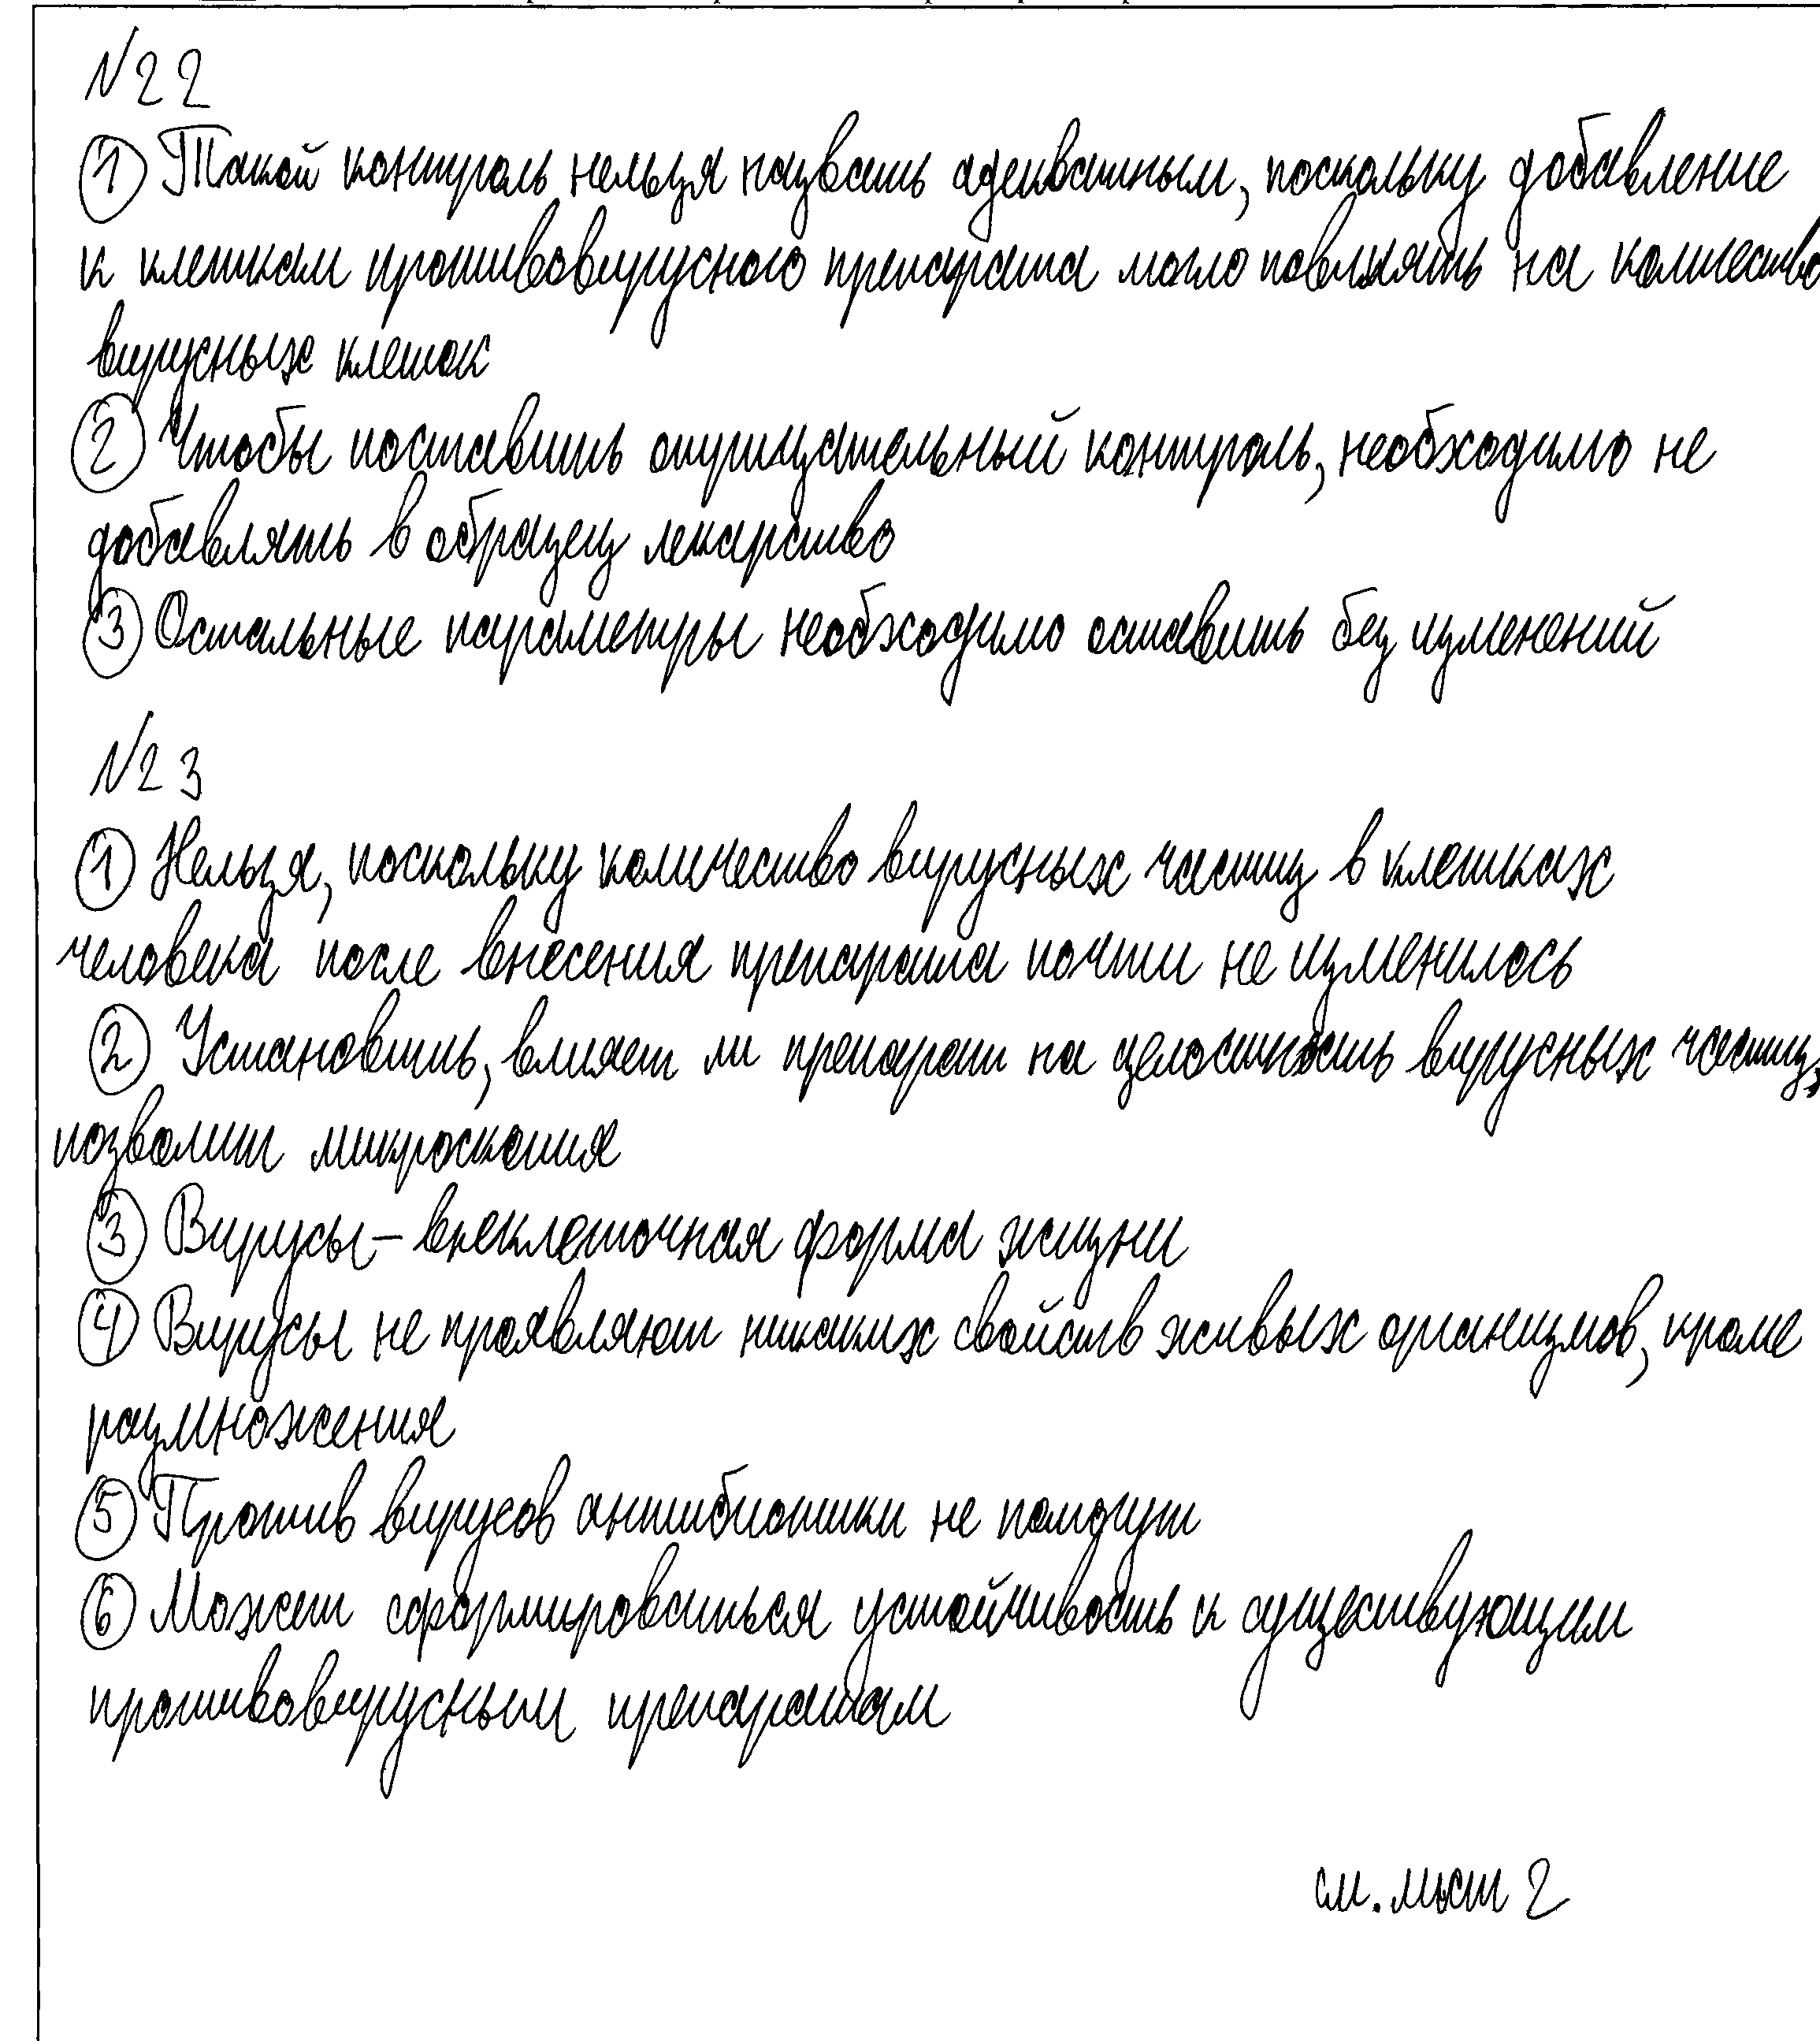 №22
① Такой контроль нельзя назвать адекватным, поскольку добавление
к клеткам противовирусного препарата могло повлиять на количество
вирусных клеток
② Чтобы поставить отрицательный контроль, необходимо не
добавлять в образец лекарство
③ Остальные параметры необходимо оставить без изменений
№23
① Нельзя, поскольку количество вирусных частиц в клетках
человека после внесения препарата почти не изменилось
② Установить, влияет ли препарат на целостность вирусных частиц,
позволит микроскопия
③ Вирусы – внеклеточная форма жизни
④ Вирусы не проявляют никаких свойств живых организмов, кроме
размножения
⑤ Против вирусов антибиотики не помогут
⑥ Может сформироваться устойчивость к существующим
противовирусным препаратам
см. лист 2